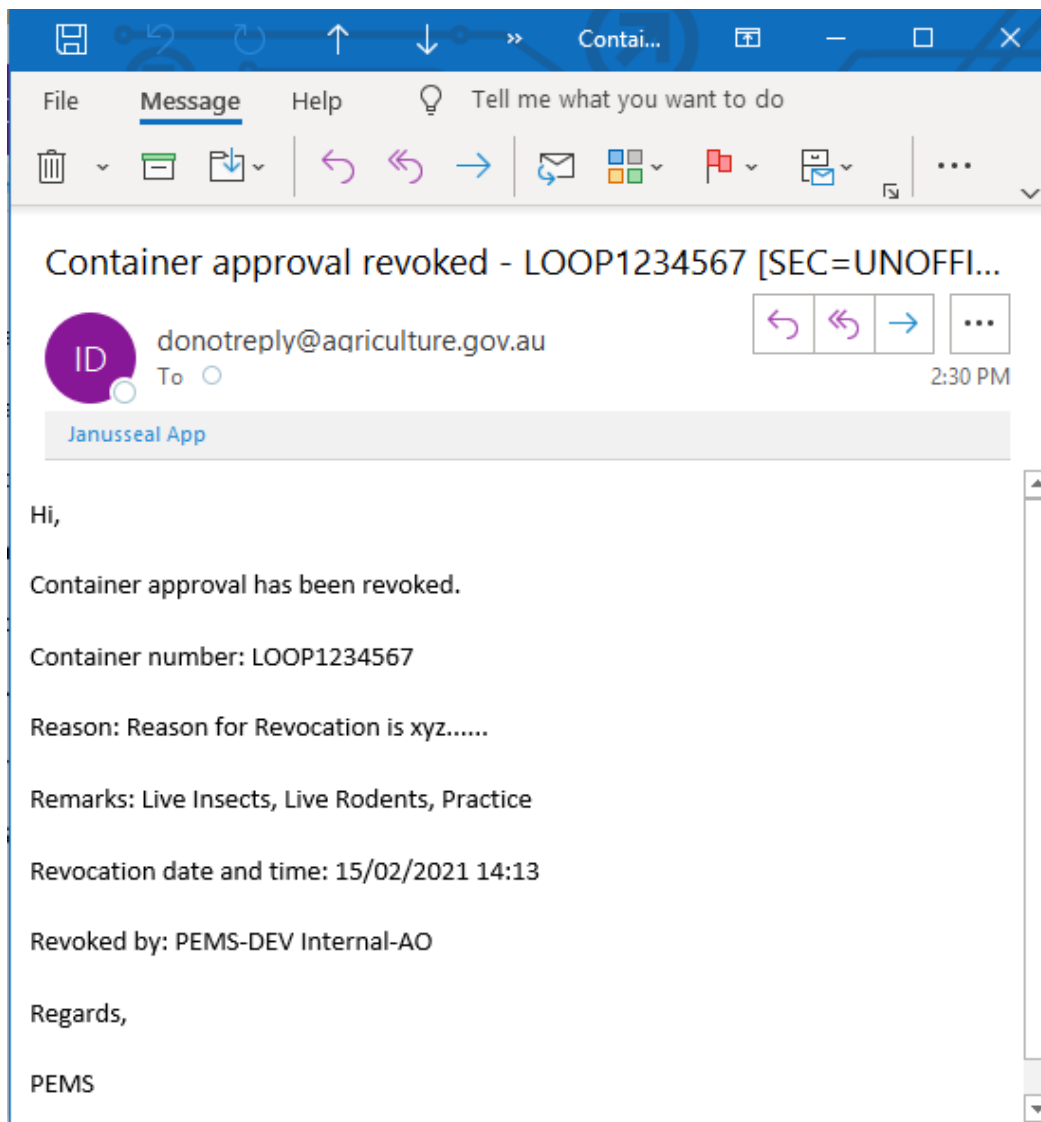 Contai...
File Message Help Tell me what you want to do
Container approval revoked - LOOP1234567 [SEC=UNOFFI...
ID
donotreply@agriculture.gov.au
To
2:30 PM
Janusseal App
Hi,
Container approval has been revoked.
Container number: LOOP1234567
Reason: Reason for Revocation is xyz......
Remarks: Live Insects, Live Rodents, Practice
Revocation date and time: 15/02/2021 14:13
Revoked by: PEMS-DEV Internal-AO
Regards,
PEMS